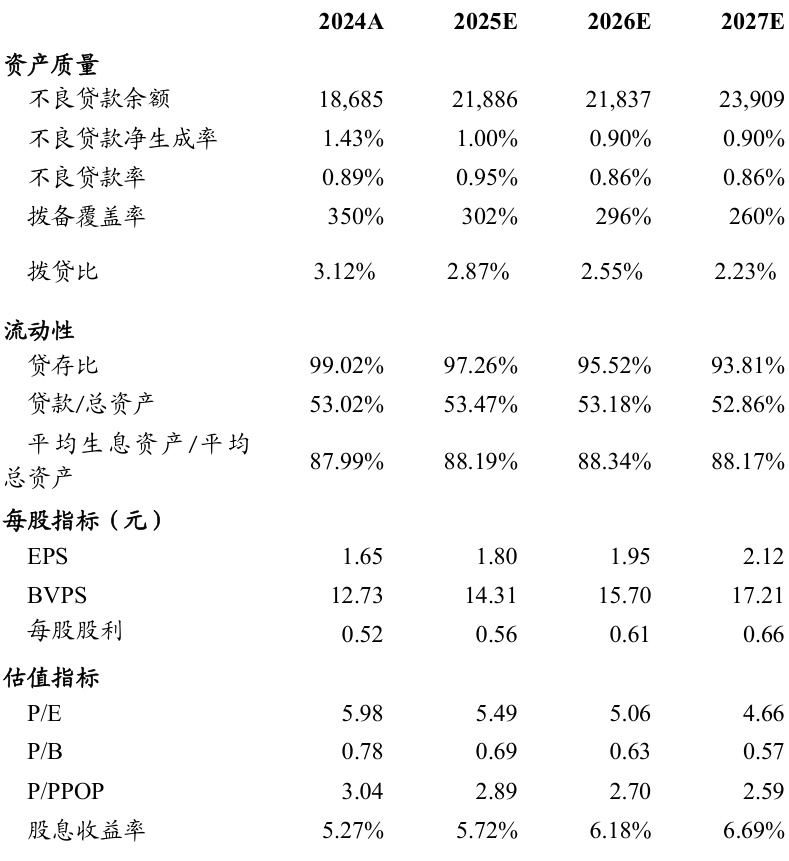 2024A 2025E 2026E 2027E
资产质量
不良贷款余额 18,685 21,886 21,837 23,909
不良贷款净生成率 1.43% 1.00% 0.90% 0.90%
不良贷款率 0.89% 0.95% 0.86% 0.86%
拨备覆盖率 350% 302% 296% 260%
拨贷比 3.12% 2.87% 2.55% 2.23%
流动性
贷存比 99.02% 97.26% 95.52% 93.81%
贷款/总资产 53.02% 53.47% 53.18% 52.86%
平均生息资产/平均
总资产 87.99% 88.19% 88.34% 88.17%
每股指标（元）
EPS 1.65 1.80 1.95 2.12
BVPS 12.73 14.31 15.70 17.21
每股股利 0.52 0.56 0.61 0.66
估值指标
P/E 5.98 5.49 5.06 4.66
P/B 0.78 0.69 0.63 0.57
P/PPOP 3.04 2.89 2.70 2.59
股息收益率 5.27% 5.72% 6.18% 6.69%